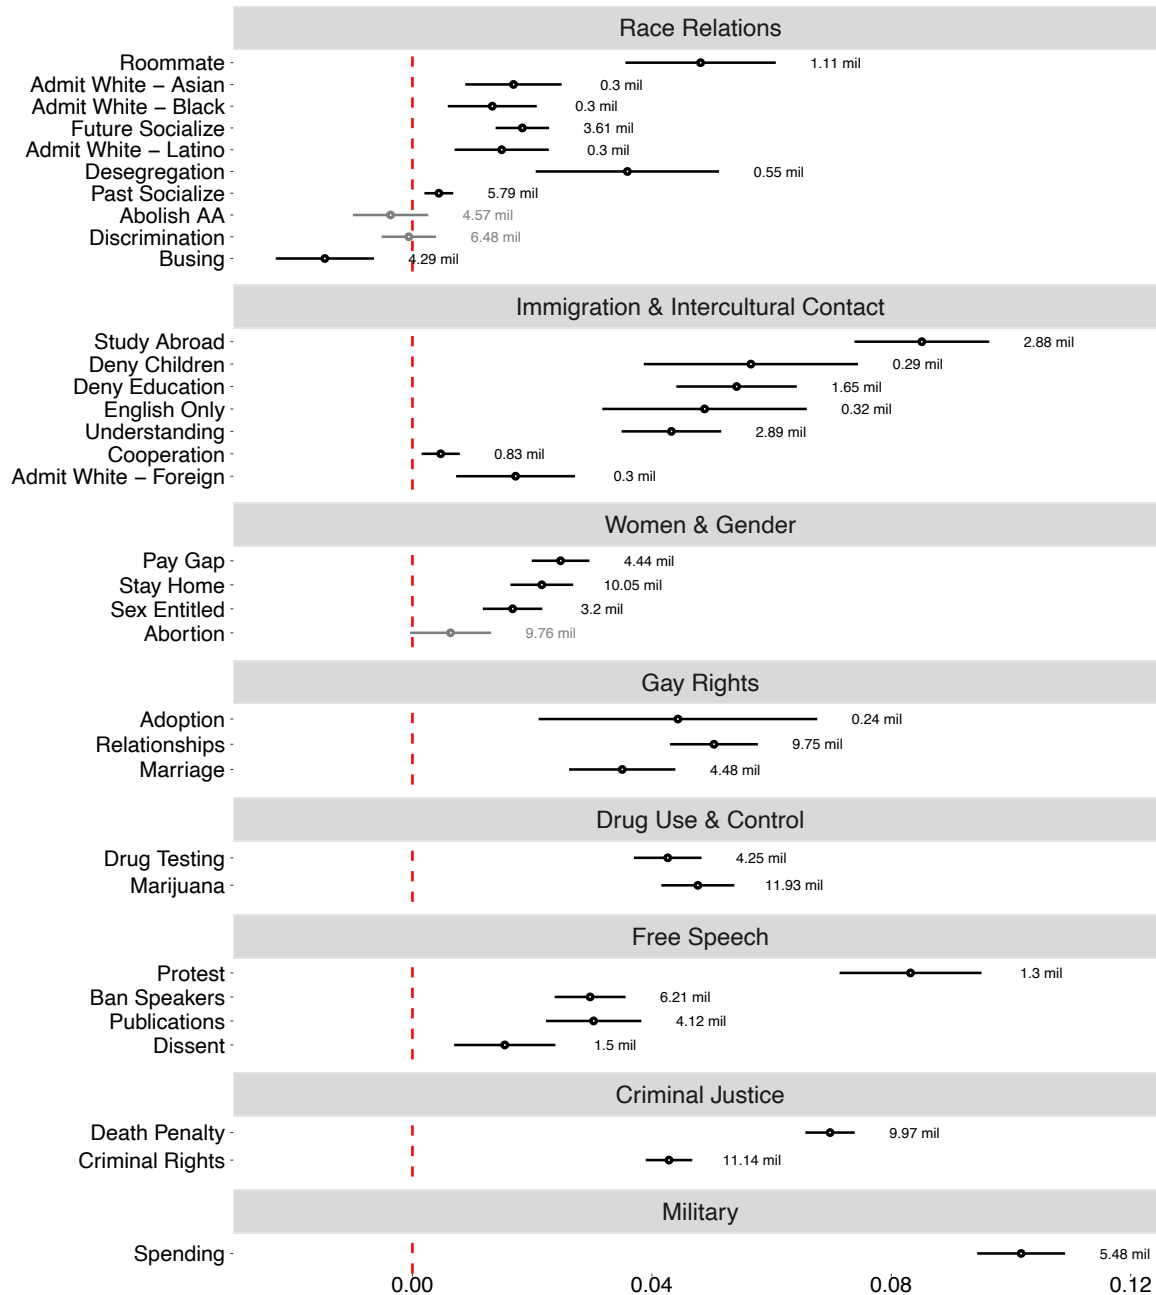 Race Relations
Roommate 1.11 mil
Admit White − Asian 0.3 mil
Admit White − Black 0.3 mil
Future Socialize 3.61 mil
Admit White − Latino 0.3 mil
Desegregation 0.55 mil
Past Socialize 5.79 mil
Abolish AA 4.57 mil
Discrimination 6.48 mil
Busing 4.29 mil
Immigration & Intercultural Contact
Study Abroad 2.88 mil
Deny Children 0.29 mil
Deny Education 1.65 mil
English Only 0.32 mil
Understanding 2.89 mil
Cooperation 0.83 mil
Admit White − Foreign 0.3 mil
Women & Gender
Pay Gap 4.44 mil
Stay Home 10.05 mil
Sex Entitled 3.2 mil
Abortion 9.76 mil
Gay Rights
Adoption 0.24 mil
Relationships 9.75 mil
Marriage 4.48 mil
Drug Use & Control
Drug Testing 4.25 mil
Marijuana 11.93 mil
Free Speech
Protest 1.3 mil
Ban Speakers 6.21 mil
Publications 4.12 mil
Dissent 1.5 mil
Criminal Justice
Death Penalty 9.97 mil
Criminal Rights 11.14 mil
Military
Spending 5.48 mil
0.00 0.04 0.08 0.12